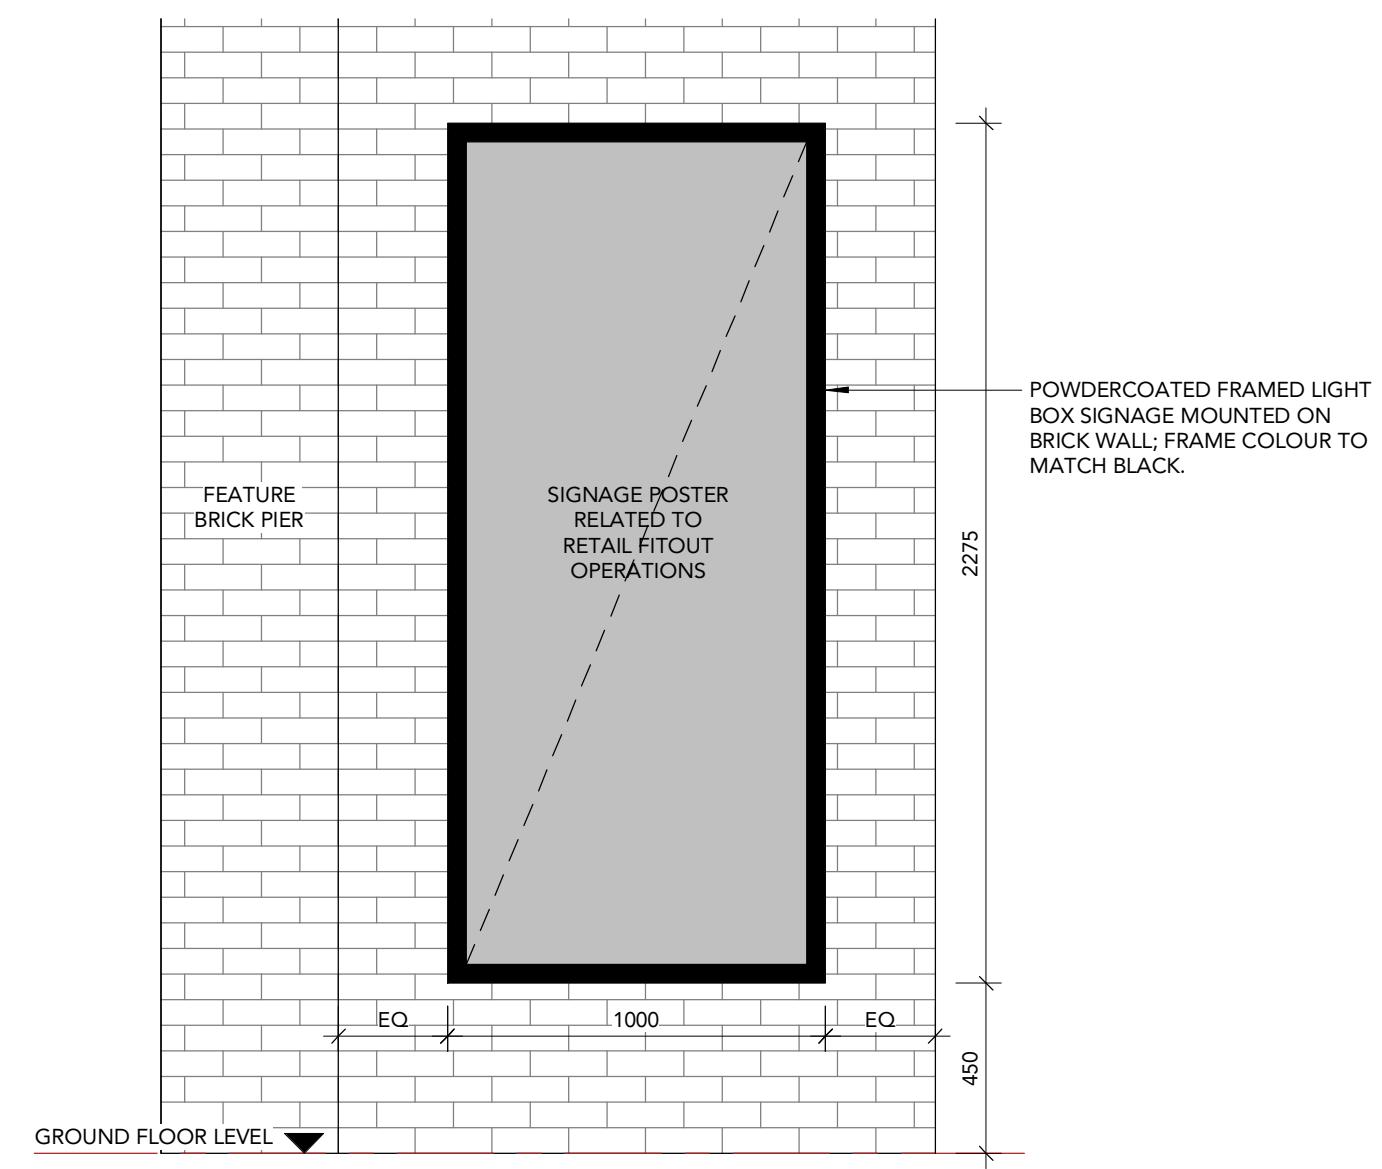 POWDERCOATED FRAMED LIGHT
BOX SIGNAGE MOUNTED ON
BRICK WALL; FRAME COLOUR TO
MATCH BLACK.
FEATURE
BRICK PIER
SIGNAGE POSTER
RELATED TO
RETAIL FITOUT
OPERATIONS
2275
EQ
1000
EQ
450
GROUND FLOOR LEVEL